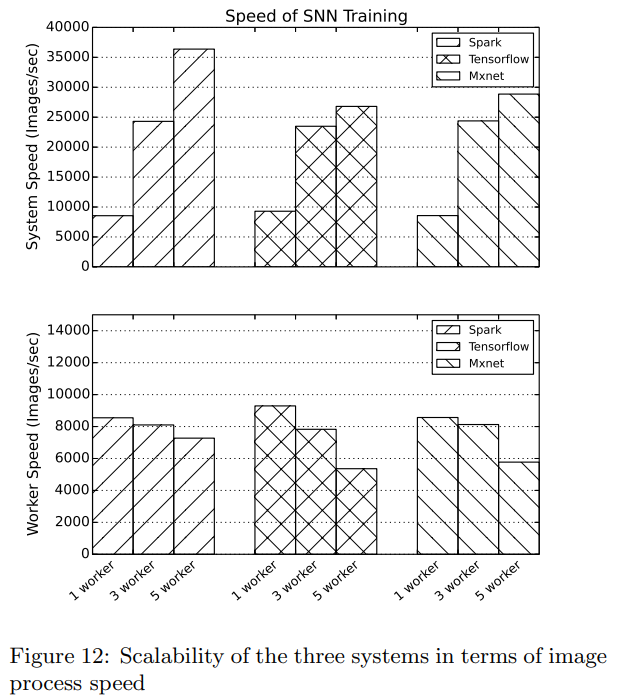 Speed of SNN Training
System Speed (Images/sec)
40000
35000
30000
25000
20000
15000
10000
5000
0
Spark
Tensorflow
Mxnet
Worker Speed (Images/sec)
14000
12000
10000
8000
6000
4000
2000
0
Spark
Tensorflow
Mxnet
1 worker
3 worker
5 worker
1 worker
3 worker
5 worker
1 worker
3 worker
5 worker
Figure 12: Scalability of the three systems in terms of image
process speed